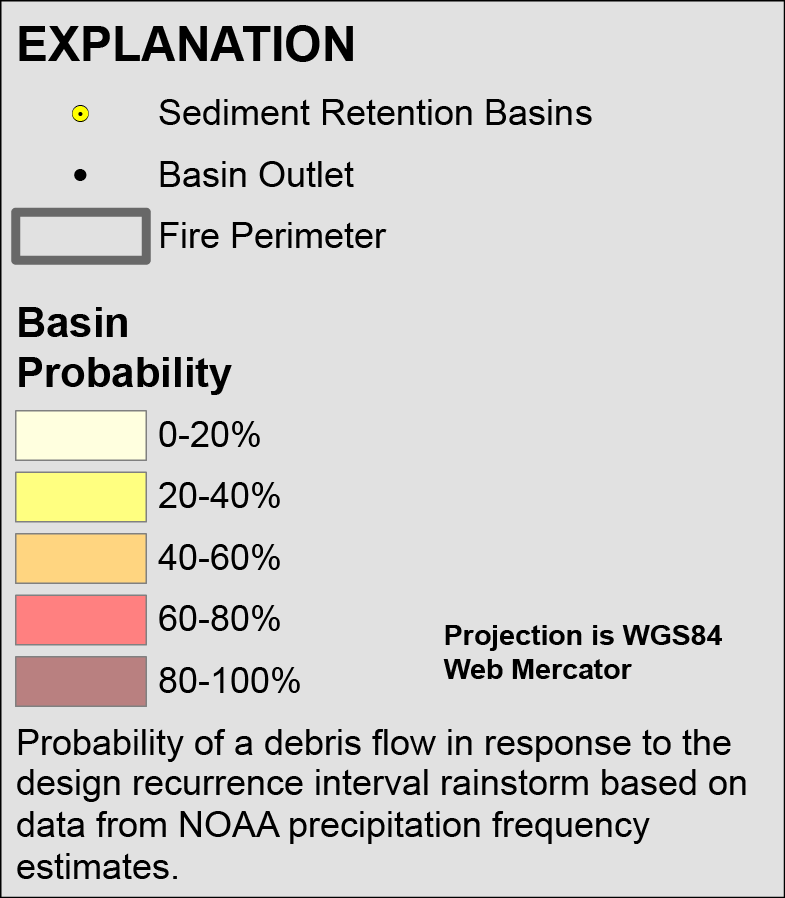 EXPLANATION
Sediment Retention Basins
Basin Outlet
Fire Perimeter
Basin
Probability
0-20%
20-40%
40-60%
60-80%
80-100%
Projection is WGS84
Web Mercator
Probability of a debris flow in response to the
design recurrence interval rainstorm based on
data from NOAA precipitation frequency
estimates.